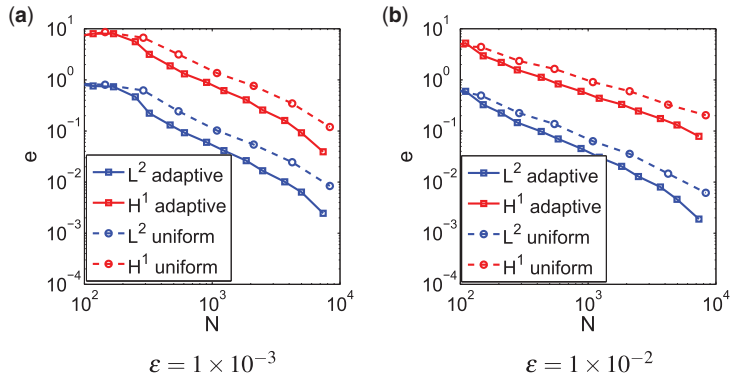 (a)
10^1
10^0
10^-1
10^-2
10^-3
10^-4
e
L^2 adaptive
H^1 adaptive
L^2 uniform
H^1 uniform
10^2
10^3
10^4
N
ε = 1 × 10^-3
(b)
10^1
10^0
10^-1
10^-2
10^-3
10^-4
e
L^2 adaptive
H^1 adaptive
L^2 uniform
H^1 uniform
10^2
10^3
10^4
N
ε = 1 × 10^-2